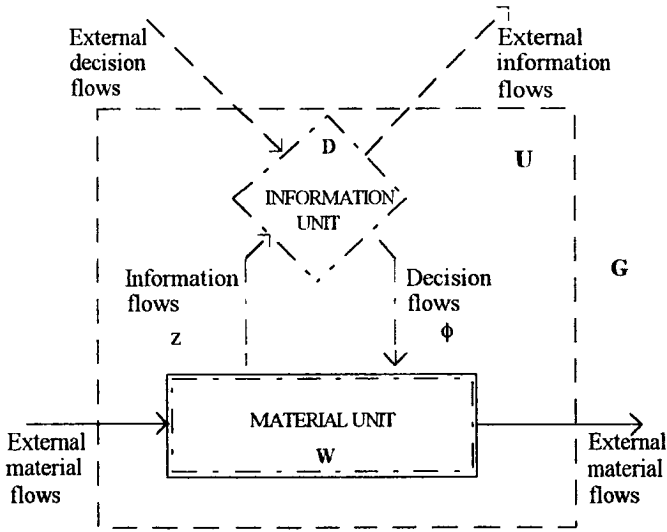 External
decision
flows
External
information
flows
D
U
INFORMATION
UNIT
G
Information
flows
z
Decision
flows
ϕ
MATERIAL UNIT
W
External
material
flows
External
material
flows